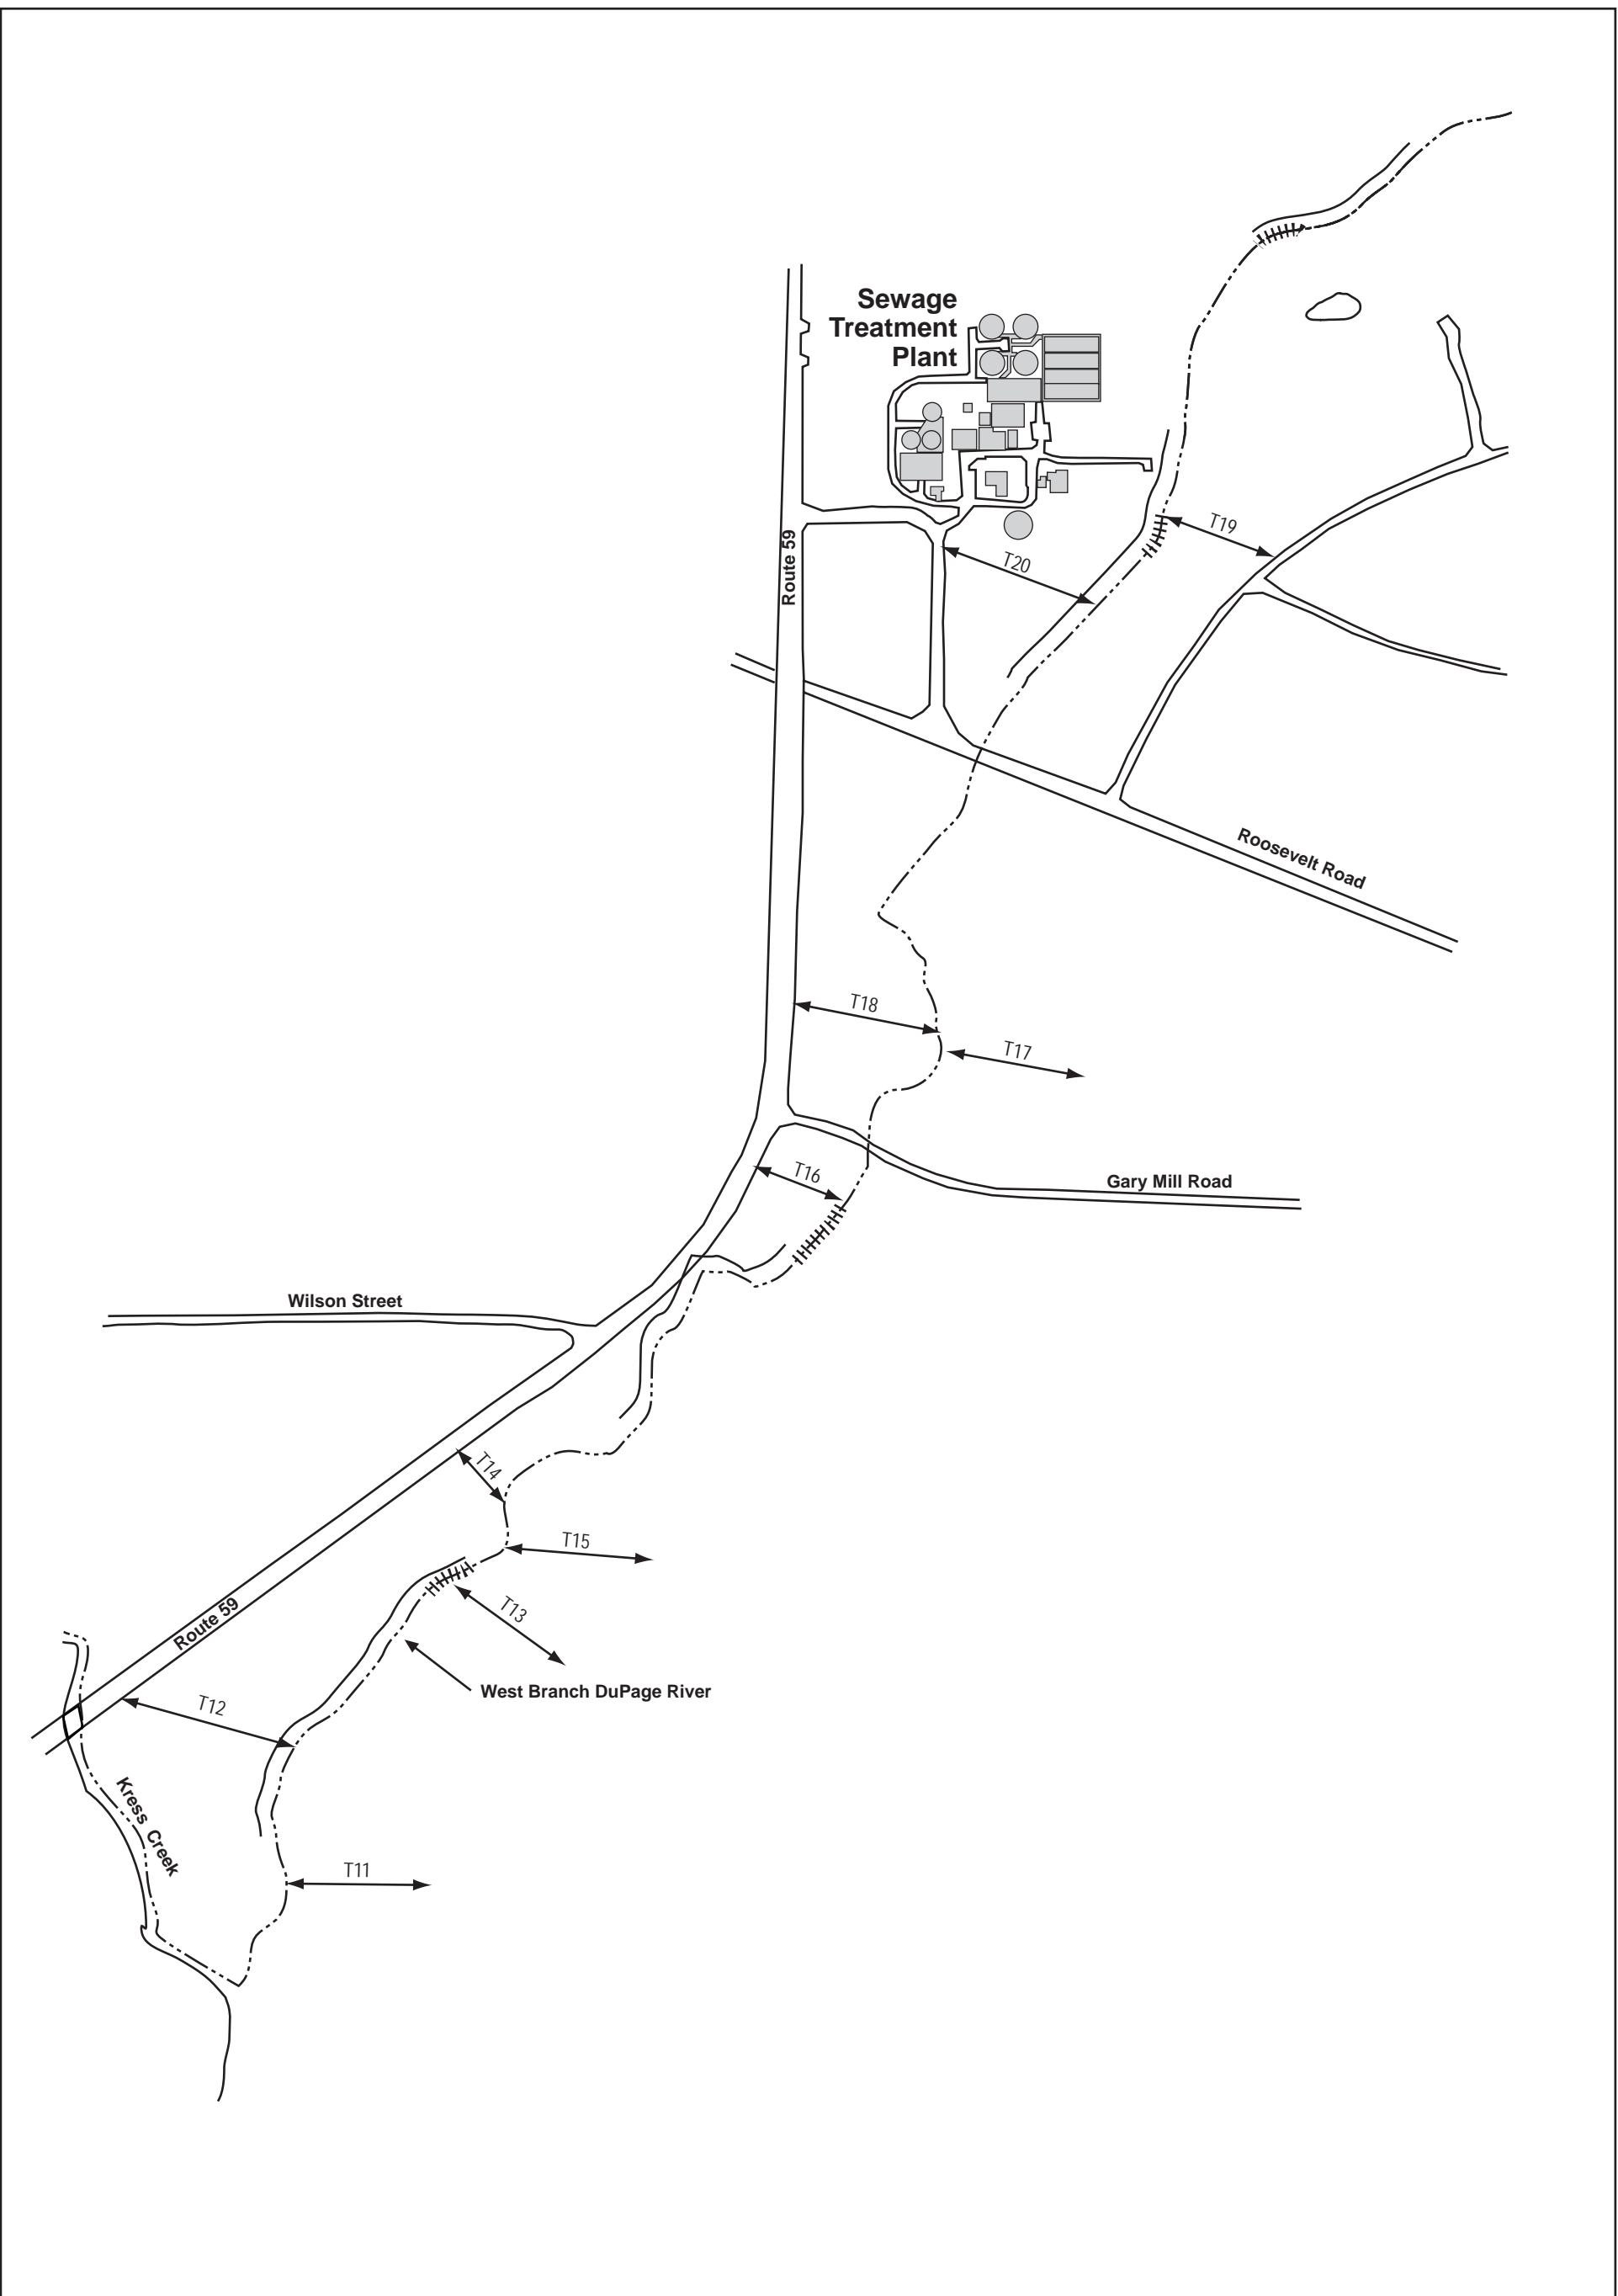 Sewage
Treatment
Plant
T19
Route 59
T20
Roosevelt Road
T18
T17
T16
Gary Mill Road
Wilson Street
T14
T15
T13
Route 59
West Branch DuPage River
T12
Kress Creek
T11